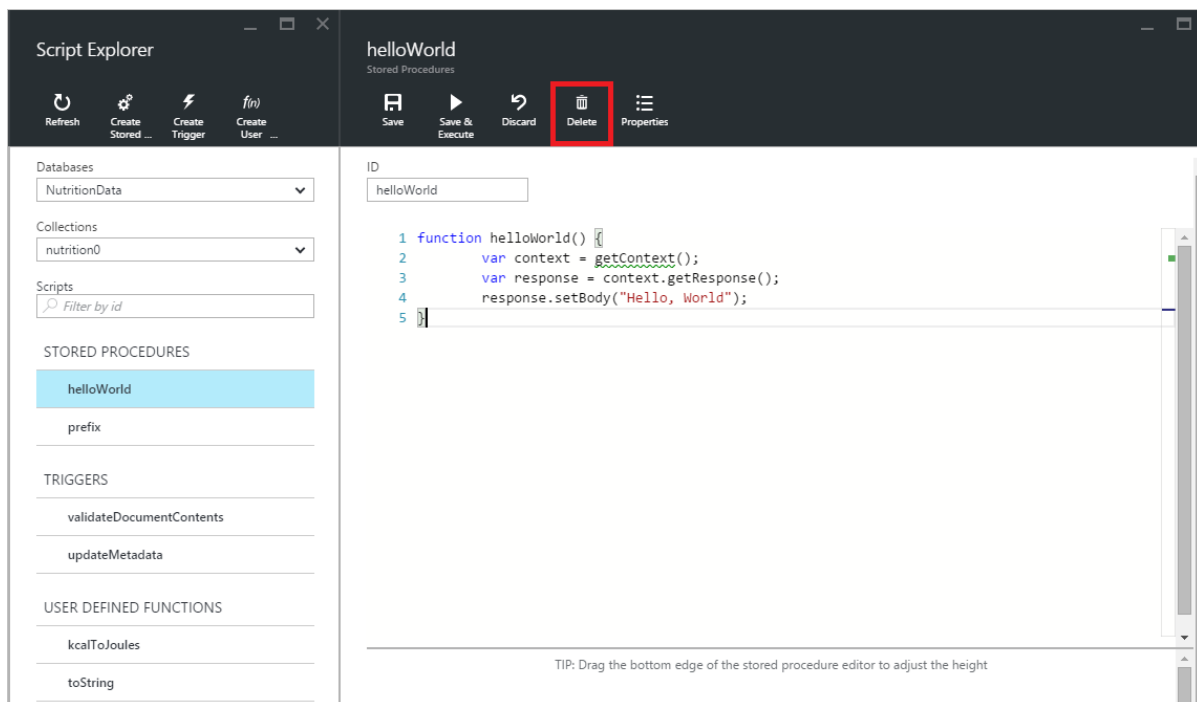 Script Explorer
Refresh
Create
Stored ...
Create
Trigger
f(n)
Create
User ...
Databases
NutritionData
Collections
nutrition0
Scripts
Filter by id
STORED PROCEDURES
helloWorld
prefix
TRIGGERS
validateDocumentContents
updateMetadata
USER DEFINED FUNCTIONS
kcalToJoules
toString
helloWorld
Stored Procedures
Save
Save &
Execute
Discard
Delete
Properties
ID
helloWorld
1 function helloWorld() {
2 var context = getContext();
3 var response = context.getResponse();
4 response.setBody("Hello, World");
5 }
TIP: Drag the bottom edge of the stored procedure editor to adjust the height